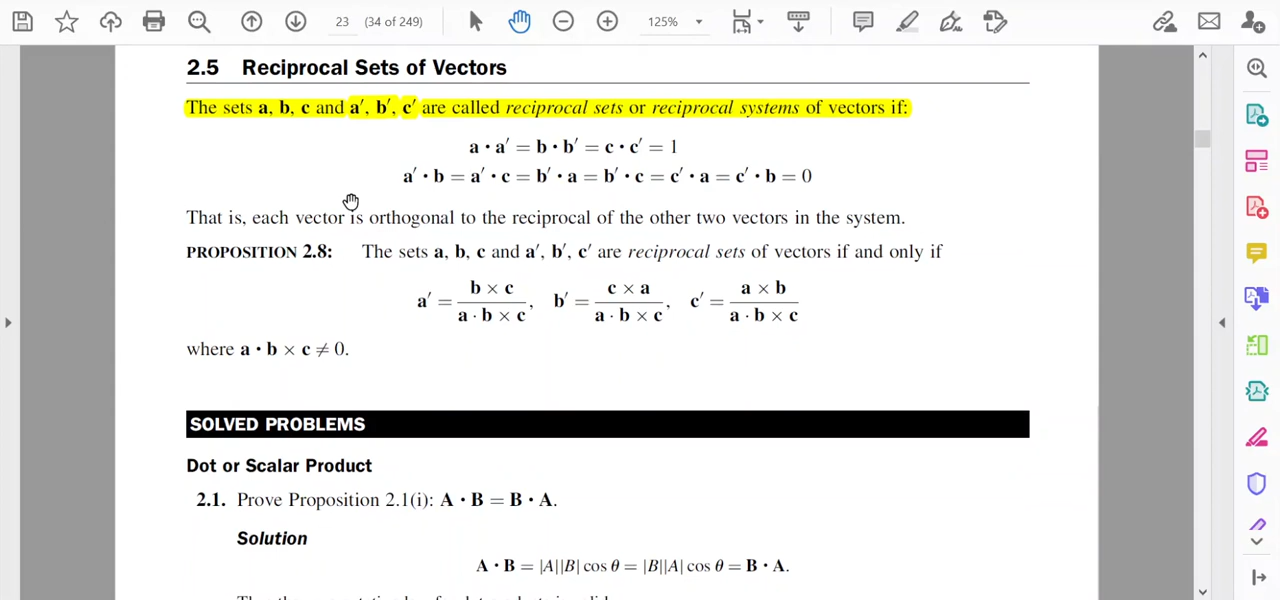 23 (34 of 249) 125%
2.5 Reciprocal Sets of Vectors
The sets a, b, c and a′, b′, c′ are called reciprocal sets or reciprocal systems of vectors if:
a · a′ = b · b′ = c · c′ = 1
a′ · b = a′ · c = b′ · a = b′ · c = c′ · a = c′ · b = 0
That is, each vector is orthogonal to the reciprocal of the other two vectors in the system.
PROPOSITION 2.8: The sets a, b, c and a′, b′, c′ are reciprocal sets of vectors if and only if
a′ = (b × c)/(a · b × c), b′ = (c × a)/(a · b × c), c′ = (a × b)/(a · b × c)
where a · b × c ≠ 0.
SOLVED PROBLEMS
Dot or Scalar Product
2.1. Prove Proposition 2.1(i): A · B = B · A.
Solution
A · B = |A||B| cos θ = |B||A| cos θ = B · A.